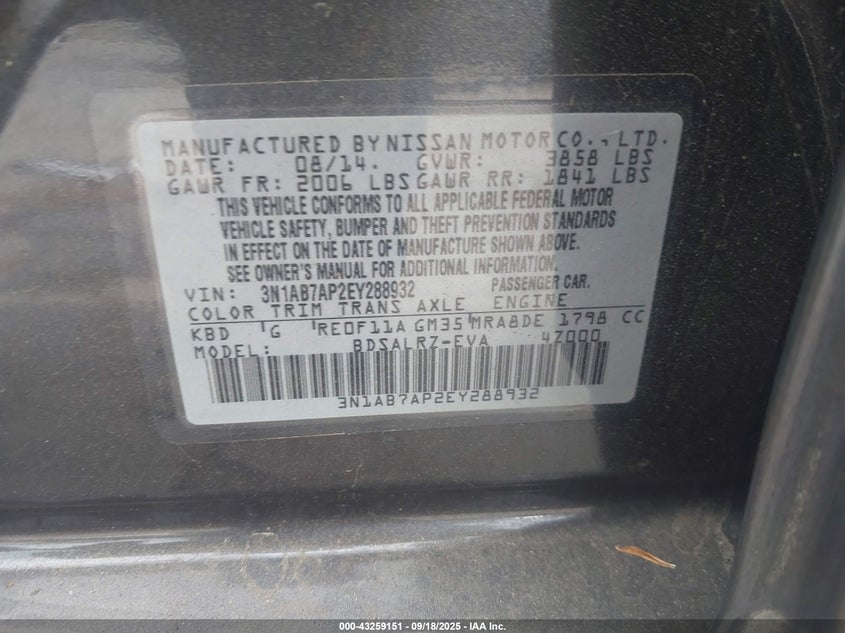 MANUFACTURED BY NISSAN MOTOR CO., LTD.
DATE: 08/14. GVWR: 3858 LBS
GAWR FR: 2006 LBS GAWR RR: 1841 LBS
THIS VEHICLE CONFORMS TO ALL APPLICABLE FEDERAL MOTOR
VEHICLE SAFETY, BUMPER AND THEFT PREVENTION STANDARDS
IN EFFECT ON THE DATE OF MANUFACTURE SHOWN ABOVE.
SEE OWNER'S MANUAL FOR ADDITIONAL INFORMATION.
VIN: 3N1AB7AP2EY288932 PASSENGER CAR.
COLOR TRIM TRANS AXLE ENGINE
KBD G RE0F11A GM35 MRA8DE 1798 CC
MODEL: BDSALRZ-EVA 4Z000
3N1AB7AP2EY288932
000-43259151 - 09/18/2025 - IAA Inc.